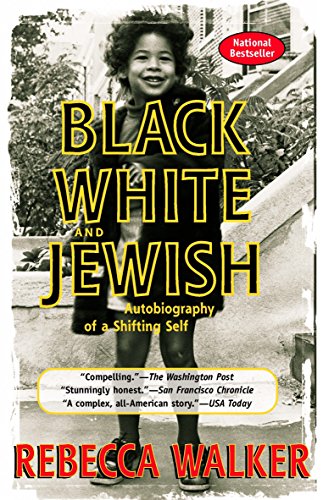 National
Bestseller
BLACK
WHITE
AND
JEWISH
Autobiography
of a Shifting Self
“Compelling.”—The Washington Post
“Stunningly honest.”—San Francisco Chronicle
“A complex, all-American story.”—USA Today
REBECCA WALKER